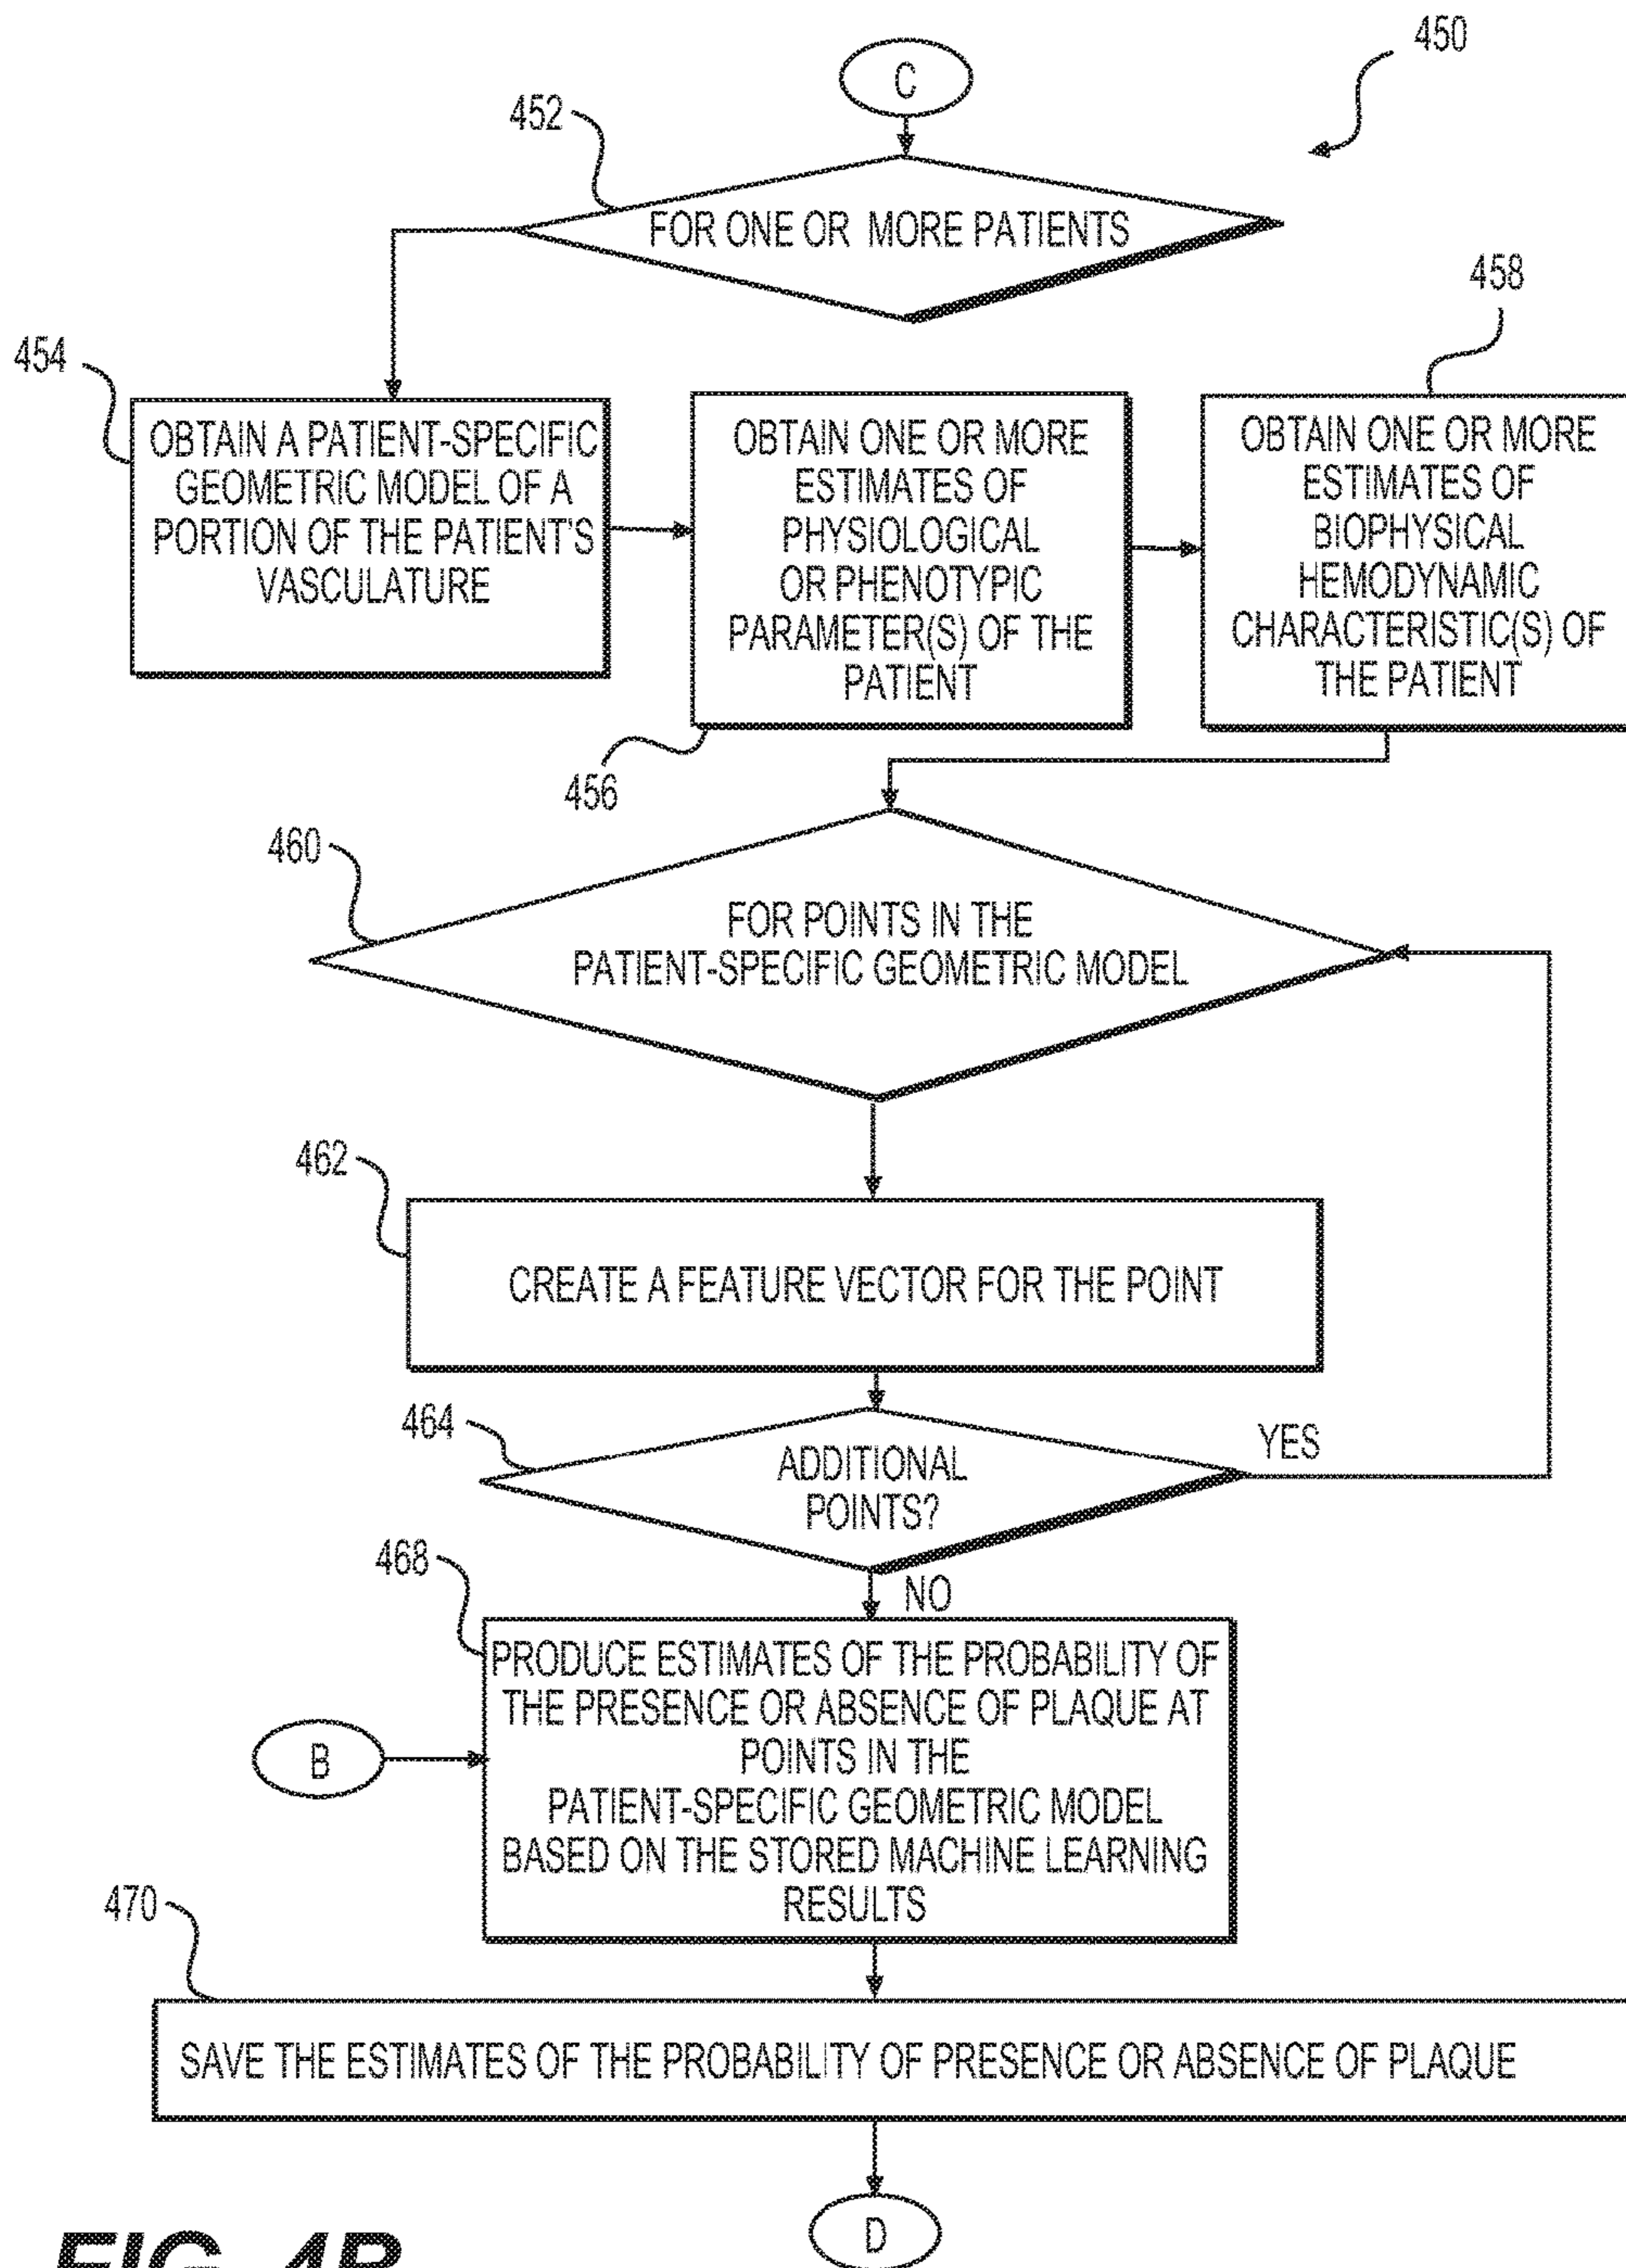 450
C
452
FOR ONE OR MORE PATIENTS
458
454
OBTAIN A PATIENT-SPECIFIC
GEOMETRIC MODEL OF A
PORTION OF THE PATIENT'S
VASCULATURE
OBTAIN ONE OR MORE
ESTIMATES OF
PHYSIOLOGICAL
OR PHENOTYPIC
PARAMETER(S) OF THE
PATIENT
OBTAIN ONE OR MORE
ESTIMATES OF
BIOPHYSICAL
HEMODYNAMIC
CHARACTERISTIC(S) OF
THE PATIENT
456
460
FOR POINTS IN THE
PATIENT-SPECIFIC GEOMETRIC MODEL
462
CREATE A FEATURE VECTOR FOR THE POINT
464
ADDITIONAL
POINTS?
YES
468
NO
PRODUCE ESTIMATES OF THE PROBABILITY OF
THE PRESENCE OR ABSENCE OF PLAQUE AT
POINTS IN THE
PATIENT-SPECIFIC GEOMETRIC MODEL
BASED ON THE STORED MACHINE LEARNING
RESULTS
B
470
SAVE THE ESTIMATES OF THE PROBABILITY OF PRESENCE OR ABSENCE OF PLAQUE
D
FIG. 4B